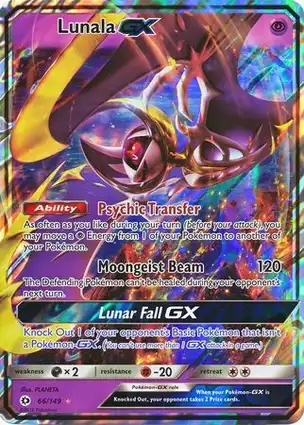 Lunala GX
Ability Psychic Transfer
As often as you like during your turn (before your attack), you
may move a Energy from 1 of your Pokémon to another of
your Pokémon.
Moongeist Beam 120
The Defending Pokémon can't be healed during your opponent's
next turn.
Lunar Fall GX
Knock Out 1 of your opponent's Basic Pokémon that isn't
a Pokémon-GX. (You can't use more than 1 GX attack in a game.)
weakness ×2 resistance -20 retreat
Illus. PLANETA
66/149
Pokémon-GX rule
When your Pokémon-GX is
Knocked Out, your opponent takes 2 Prize cards.